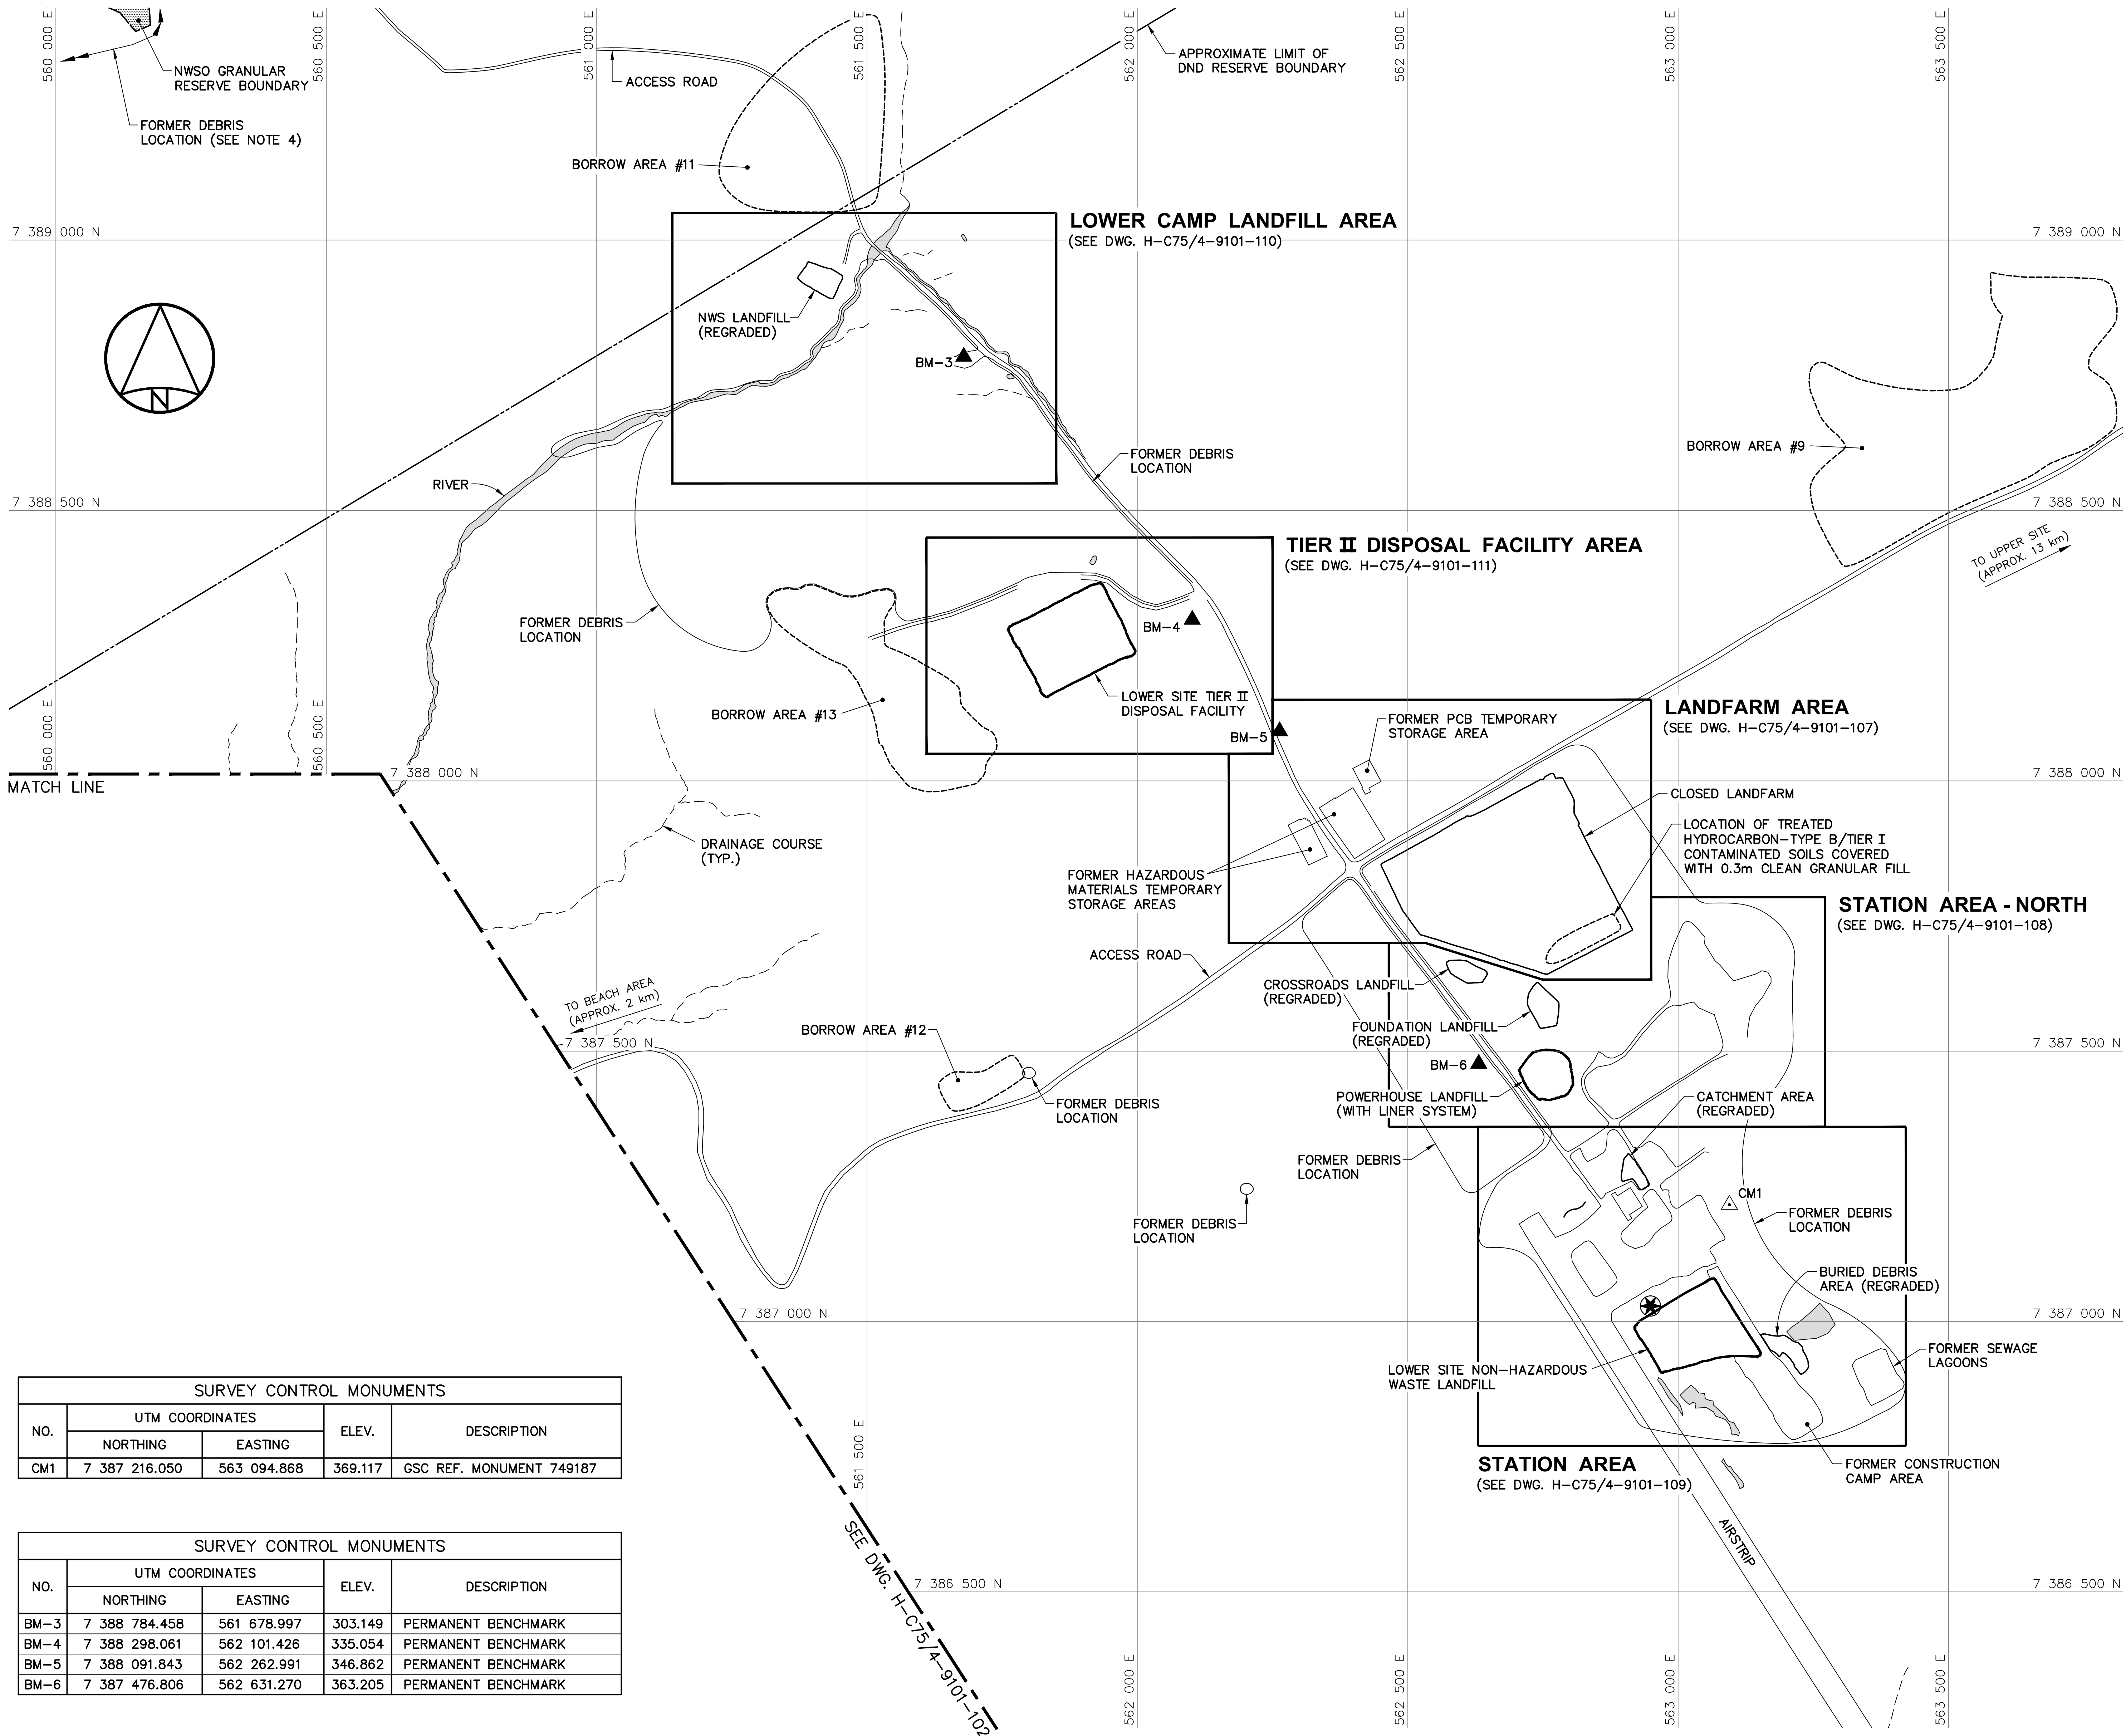 560 000 E
560 500 E
561 000 E
561 500 E
562 000 E
562 500 E
563 000 E
563 500 E
NWSO GRANULAR
RESERVE BOUNDARY
FORMER DEBRIS
LOCATION (SEE NOTE 4)
ACCESS ROAD
APPROXIMATE LIMIT OF
DND RESERVE BOUNDARY
BORROW AREA #11
LOWER CAMP LANDFILL AREA
(SEE DWG. H-C75/4-9101-110)
7 389 000 N
7 389 000 N
N
NWS LANDFILL
(REGRADED)
BM-3
BORROW AREA #9
FORMER DEBRIS
LOCATION
RIVER
7 388 500 N
7 388 500 N
TO UPPER SITE
(APPROX. 13 km)
TIER II DISPOSAL FACILITY AREA
(SEE DWG. H-C75/4-9101-111)
FORMER DEBRIS
LOCATION
BM-4
LOWER SITE TIER II
DISPOSAL FACILITY
BORROW AREA #13
BM-5
FORMER PCB TEMPORARY
STORAGE AREA
LANDFARM AREA
(SEE DWG. H-C75/4-9101-107)
560 000 E
560 500 E
MATCH LINE
7 388 000 N
7 388 000 N
CLOSED LANDFARM
LOCATION OF TREATED
HYDROCARBON-TYPE B/TIER I
CONTAMINATED SOILS COVERED
WITH 0.3m CLEAN GRANULAR FILL
DRAINAGE COURSE
(TYP.)
FORMER HAZARDOUS
MATERIALS TEMPORARY
STORAGE AREAS
STATION AREA - NORTH
(SEE DWG. H-C75/4-9101-108)
ACCESS ROAD
CROSSROADS LANDFILL
(REGRADED)
TO BEACH AREA
(APPROX. 2 km)
FOUNDATION LANDFILL
(REGRADED)
BORROW AREA #12
7 387 500 N
7 387 500 N
BM-6
POWERHOUSE LANDFILL
(WITH LINER SYSTEM)
CATCHMENT AREA
(REGRADED)
FORMER DEBRIS
LOCATION
FORMER DEBRIS
LOCATION
CM1
FORMER DEBRIS
LOCATION
FORMER DEBRIS
LOCATION
BURIED DEBRIS
AREA (REGRADED)
7 387 000 N
7 387 000 N
FORMER SEWAGE
LAGOONS
LOWER SITE NON-HAZARDOUS
WASTE LANDFILL
STATION AREA
(SEE DWG. H-C75/4-9101-109)
FORMER CONSTRUCTION
CAMP AREA
AIRSTRIP
561 500 E
SEE DWG. H-C75/4-9101-102
7 386 500 N
7 386 500 N
562 000 E
562 500 E
563 000 E
563 500 E
SURVEY CONTROL MONUMENTS
NO. UTM COORDINATES ELEV. DESCRIPTION
NORTHING EASTING
CM1 7 387 216.050 563 094.868 369.117 GSC REF. MONUMENT 749187
SURVEY CONTROL MONUMENTS
NO. UTM COORDINATES ELEV. DESCRIPTION
NORTHING EASTING
BM-3 7 388 784.458 561 678.997 303.149 PERMANENT BENCHMARK
BM-4 7 388 298.061 562 101.426 335.054 PERMANENT BENCHMARK
BM-5 7 388 091.843 562 262.991 346.862 PERMANENT BENCHMARK
BM-6 7 387 476.806 562 631.270 363.205 PERMANENT BENCHMARK